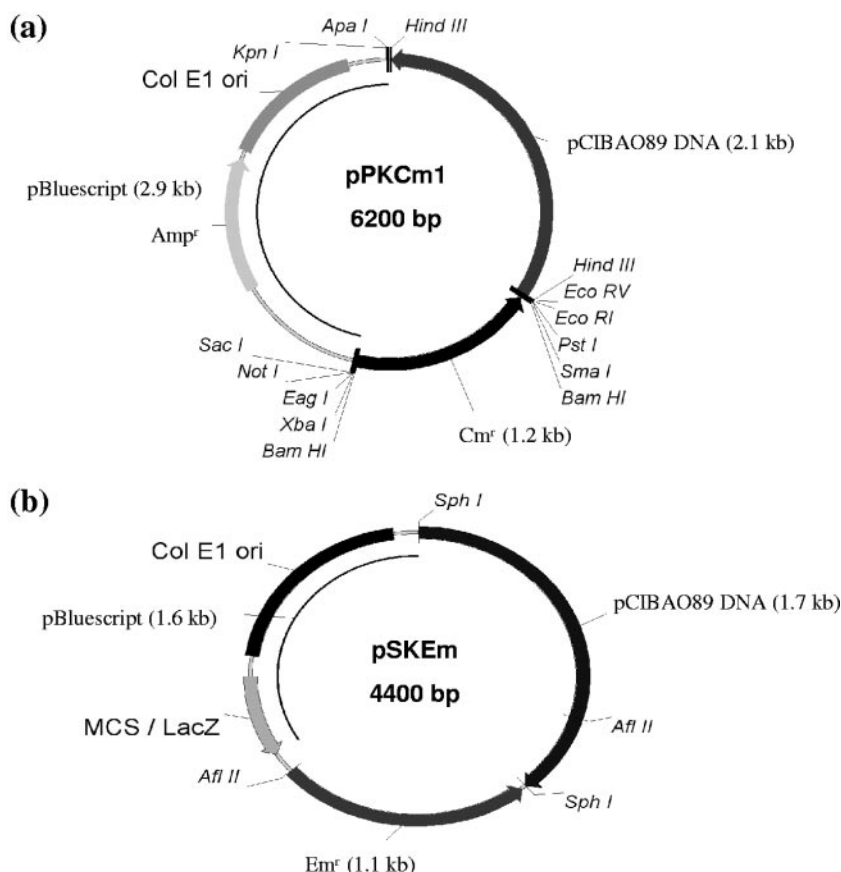 (a)
Apa I
Hind III
Kpn I
Col E1 ori
pCIBAO89 DNA (2.1 kb)
pPKCm1
6200 bp
pBluescript (2.9 kb)
Ampʳ
Hind III
Eco RV
Eco RI
Pst I
Sma I
Bam HI
Sac I
Not I
Eag I
Xba I
Bam HI
Cmʳ (1.2 kb)
(b)
Sph I
Col E1 ori
pCIBAO89 DNA (1.7 kb)
pBluescript (1.6 kb)
pSKEm
4400 bp
MCS / LacZ
Afl II
Afl II
Sph I
Emʳ (1.1 kb)